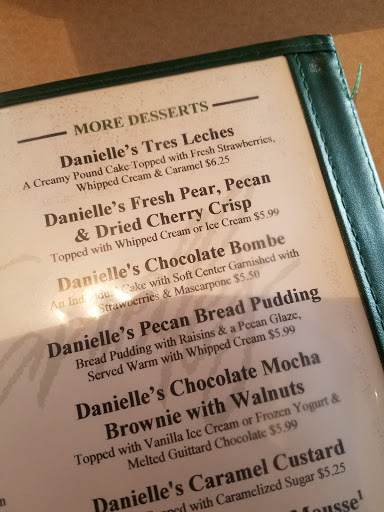 MORE DESSERTS
Danielle's Tres Leches
A Creamy Pound Cake Topped with Fresh Strawberries,
Whipped Cream & Caramel $6.25
Danielle's Fresh Pear, Pecan
& Dried Cherry Crisp
Topped with Whipped Cream or Ice Cream $5.99
Danielle's Chocolate Bombe
An Individual Cake with Soft Center Garnished with
Strawberries & Mascarpone $5.50
Danielle's Pecan Bread Pudding
Bread Pudding with Raisins & a Pecan Glaze,
Served Warm with Whipped Cream $5.99
Danielle's Chocolate Mocha
Brownie with Walnuts
Topped with Vanilla Ice Cream or Frozen Yogurt &
Melted Guittard Chocolate $5.99
Danielle's Caramel Custard
with Caramelized Sugar $5.25
Mousse¹